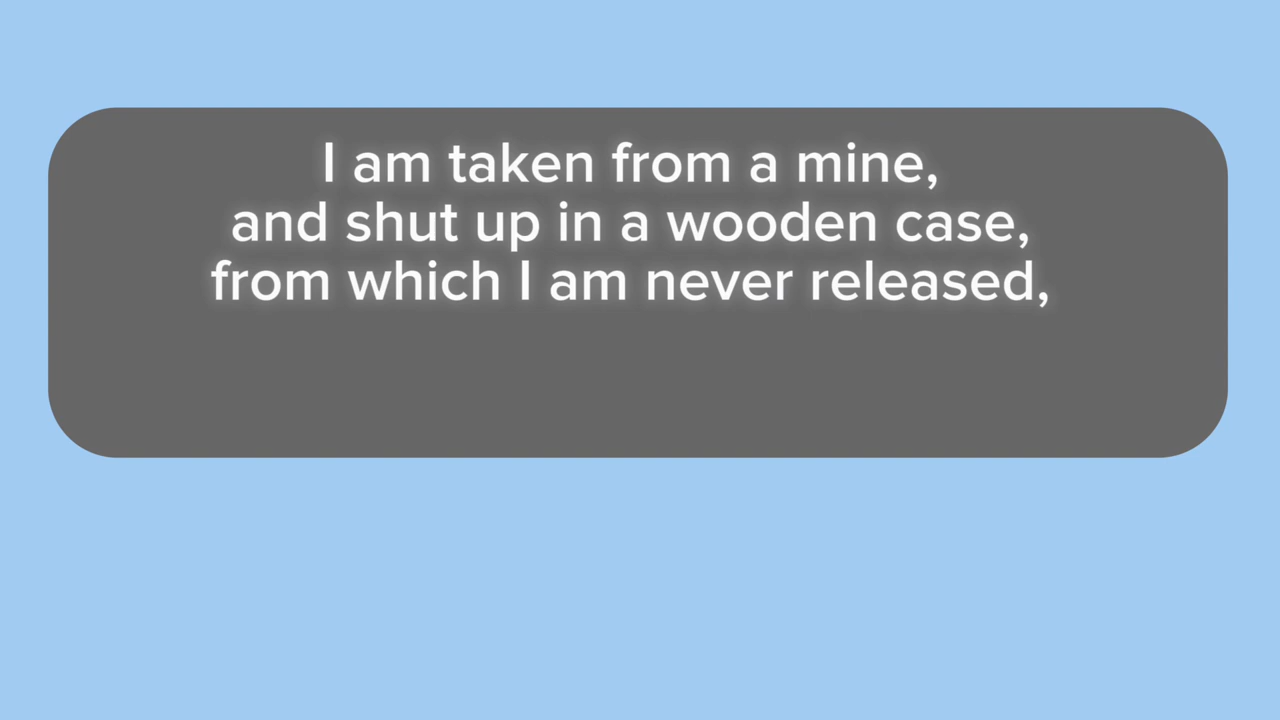 I am taken from a mine,
and shut up in a wooden case,
from which I am never released,